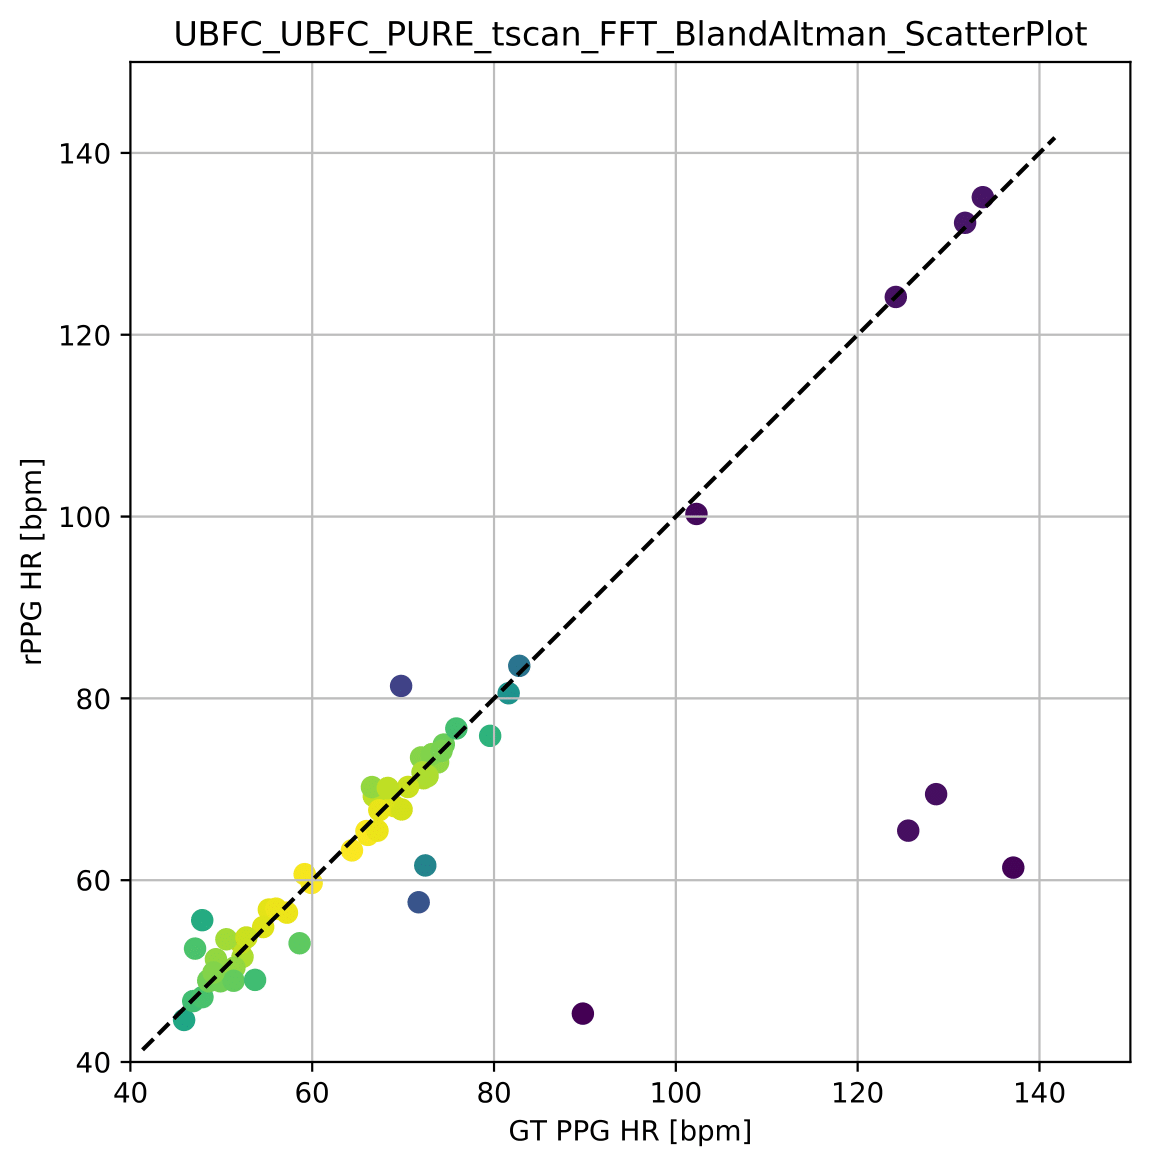 UBFC_UBFC_PURE_tscan_FFT_BlandAltman_ScatterPlot
140
120
100
80
60
40
rPPG HR [bpm]
40 60 80 100 120 140
GT PPG HR [bpm]